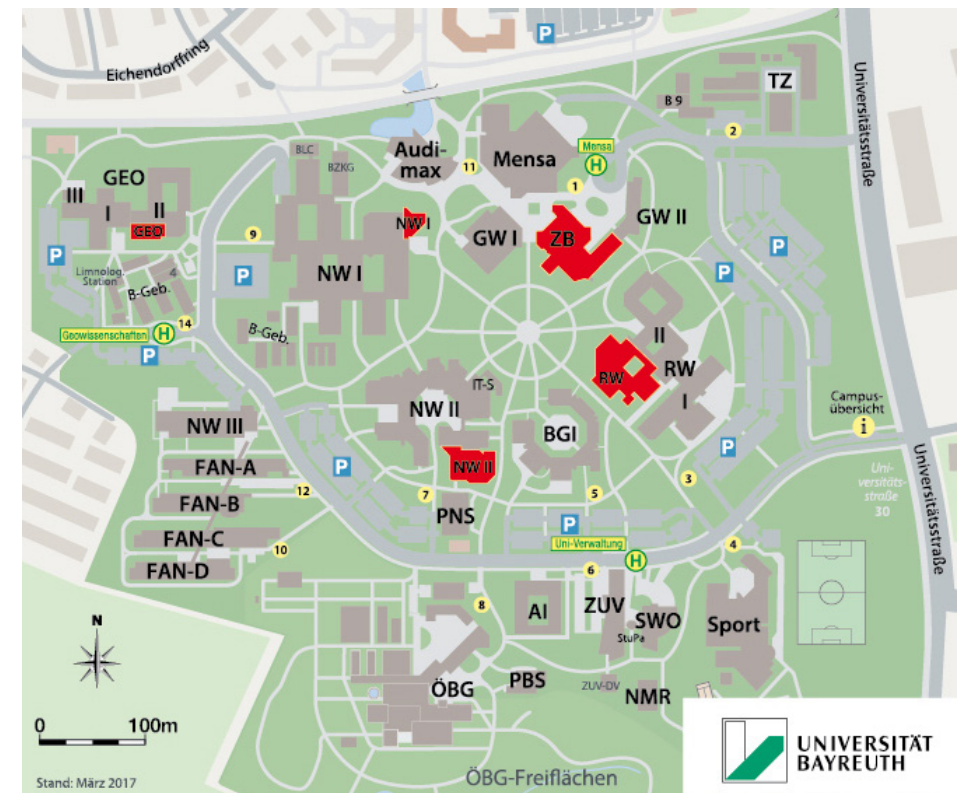 Eichendorffring
P
TZ
B 9
Universitätsstraße
2
Audi-
max
Mensa
Mensa
H
11
1
BLC
BZKG
GEO
III
I
II
GEO
NW I
GW I
ZB
GW II
9
P
P
NW I
P
P
Limnolog.
Station
4
B-Geb.
14
Geowissenschaften
H
P
B-Geb.
II
RW
RW
I
IT-S
NW II
BGI
Campus-
übersicht
i
NW III
P
NW II
P
FAN-A
3
Uni-
versitäts-
straße
30
Universitätsstraße
12
7
5
FAN-B
PNS
P
FAN-C
Uni-Verwaltung
4
10
H
FAN-D
6
8
AI
ZUV
SWO
StuPa
Sport
N
ÖBG
PBS
ZUV-DV
NMR
0
100m
UNIVERSITÄT
BAYREUTH
ÖBG-Freiflächen
Stand: März 2017